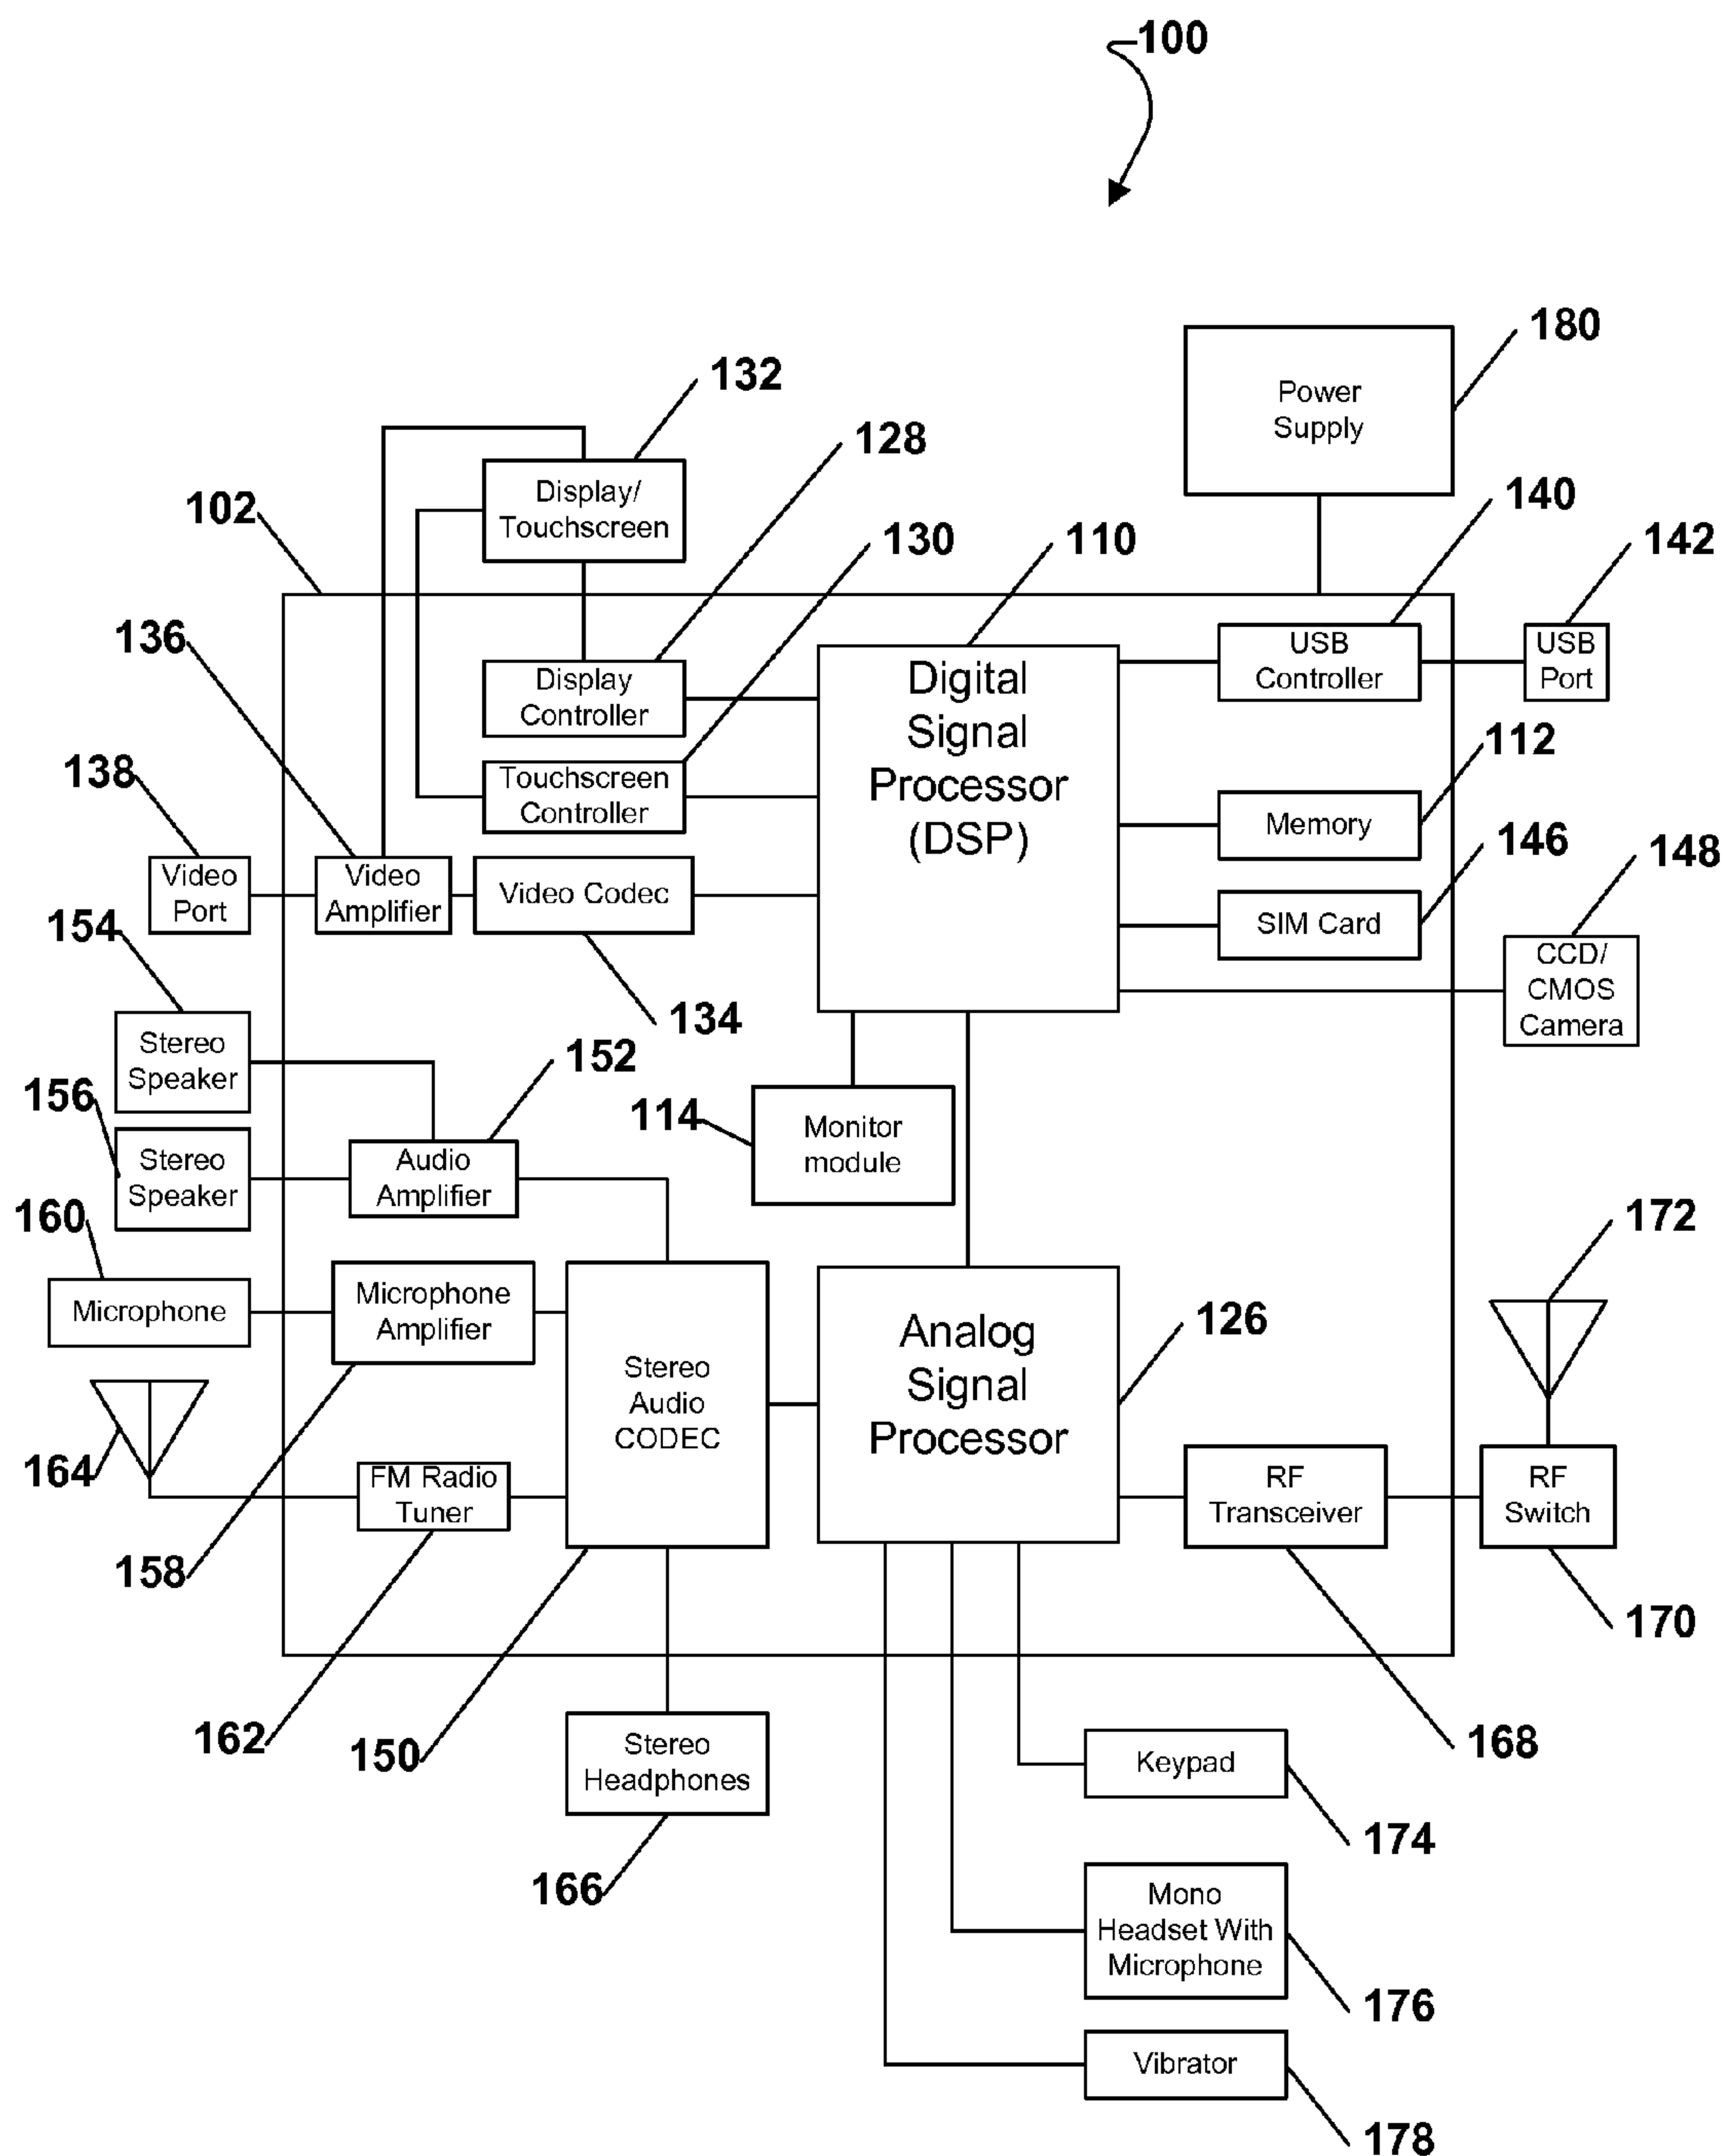 100
180
Power
Supply
132
128
Display/
Touchscreen
102
130
110
140
142
136
Display
Controller
Digital
Signal
Processor
(DSP)
USB
Controller
USB
Port
138
Touchscreen
Controller
112
Memory
146
148
Video
Port
Video
Amplifier
Video Codec
SIM Card
154
134
CCD/
CMOS
Camera
Stereo
Speaker
152
156
114
Monitor
module
Stereo
Speaker
Audio
Amplifier
160
172
Microphone
Microphone
Amplifier
Stereo
Audio
CODEC
Analog
Signal
Processor
126
164
FM Radio
Tuner
RF
Transceiver
RF
Switch
158
170
162
150
Stereo
Headphones
168
Keypad
174
166
Mono
Headset With
Microphone
176
Vibrator
178